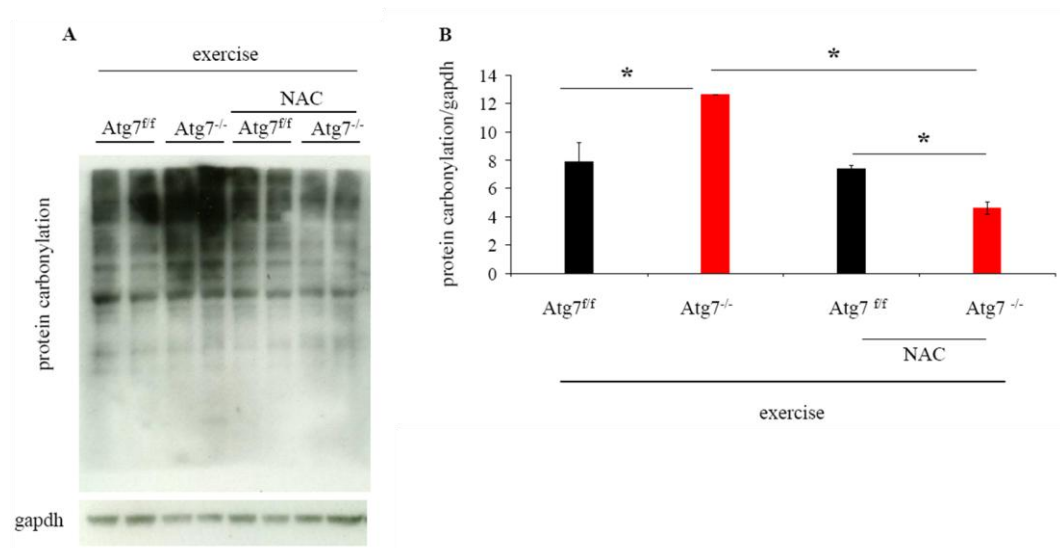 A
exercise
NAC
Atg7f/f Atg7-/- Atg7f/f Atg7-/-
protein carbonylation
gapdh
B
protein carbonylation/gapdh
14
12
10
8
6
4
2
0
*
*
*
Atg7f/f Atg7-/- Atg7 f/f Atg7 -/-
NAC
exercise